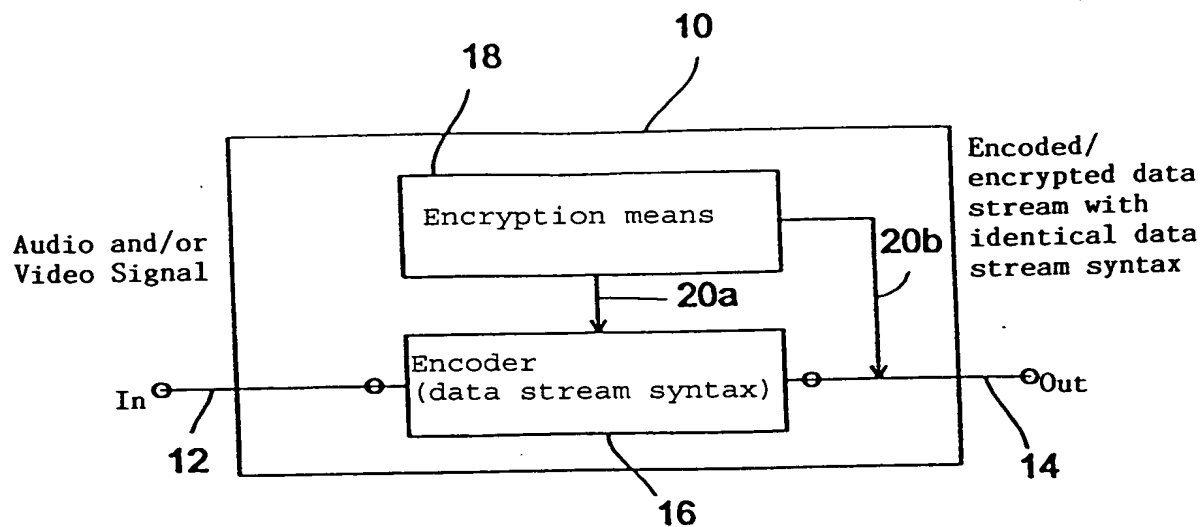 10
18
Encryption means
Encoded/
encrypted data
stream with
identical data
stream syntax
Audio and/or
Video Signal
20b
20a
Encoder
(data stream syntax)
In
Out
12
14
16